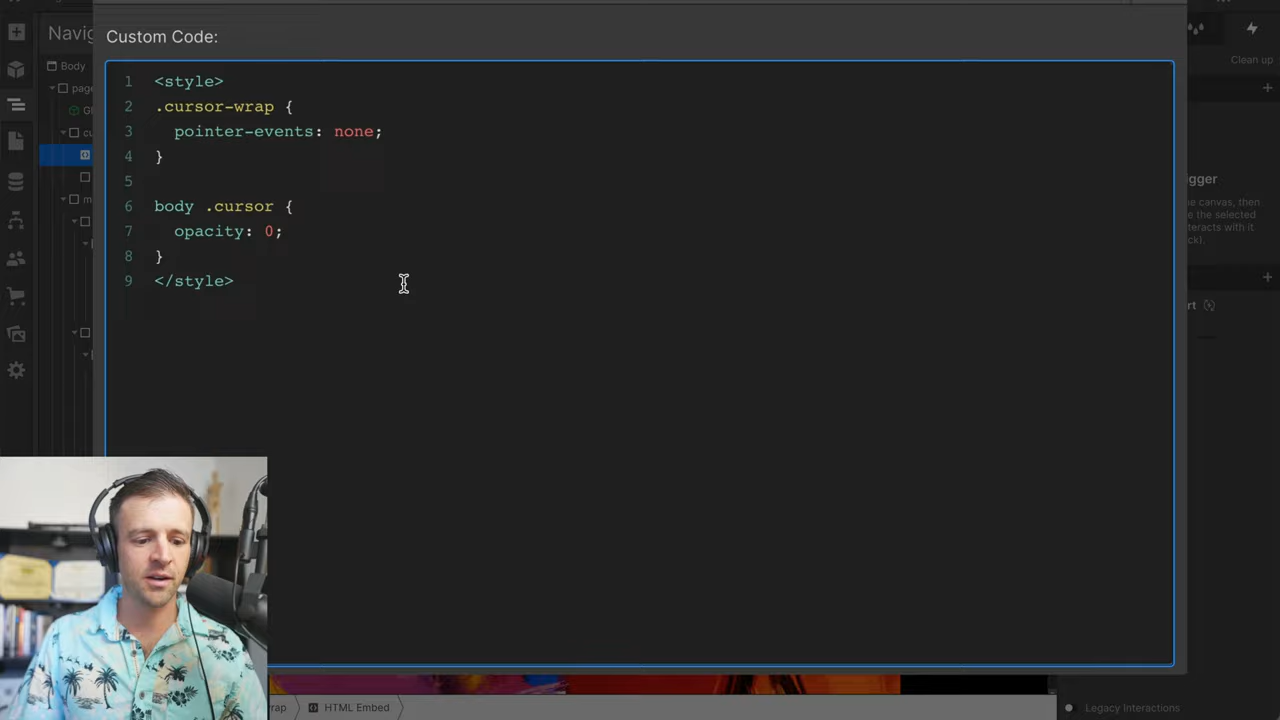 Custom Code:
Body
1 <style>
2 .cursor-wrap {
3 pointer-events: none;
4 }
5
6 body .cursor {
7 opacity: 0;
8 }
9 </style>
Clean up
HTML Embed
Legacy Interactions